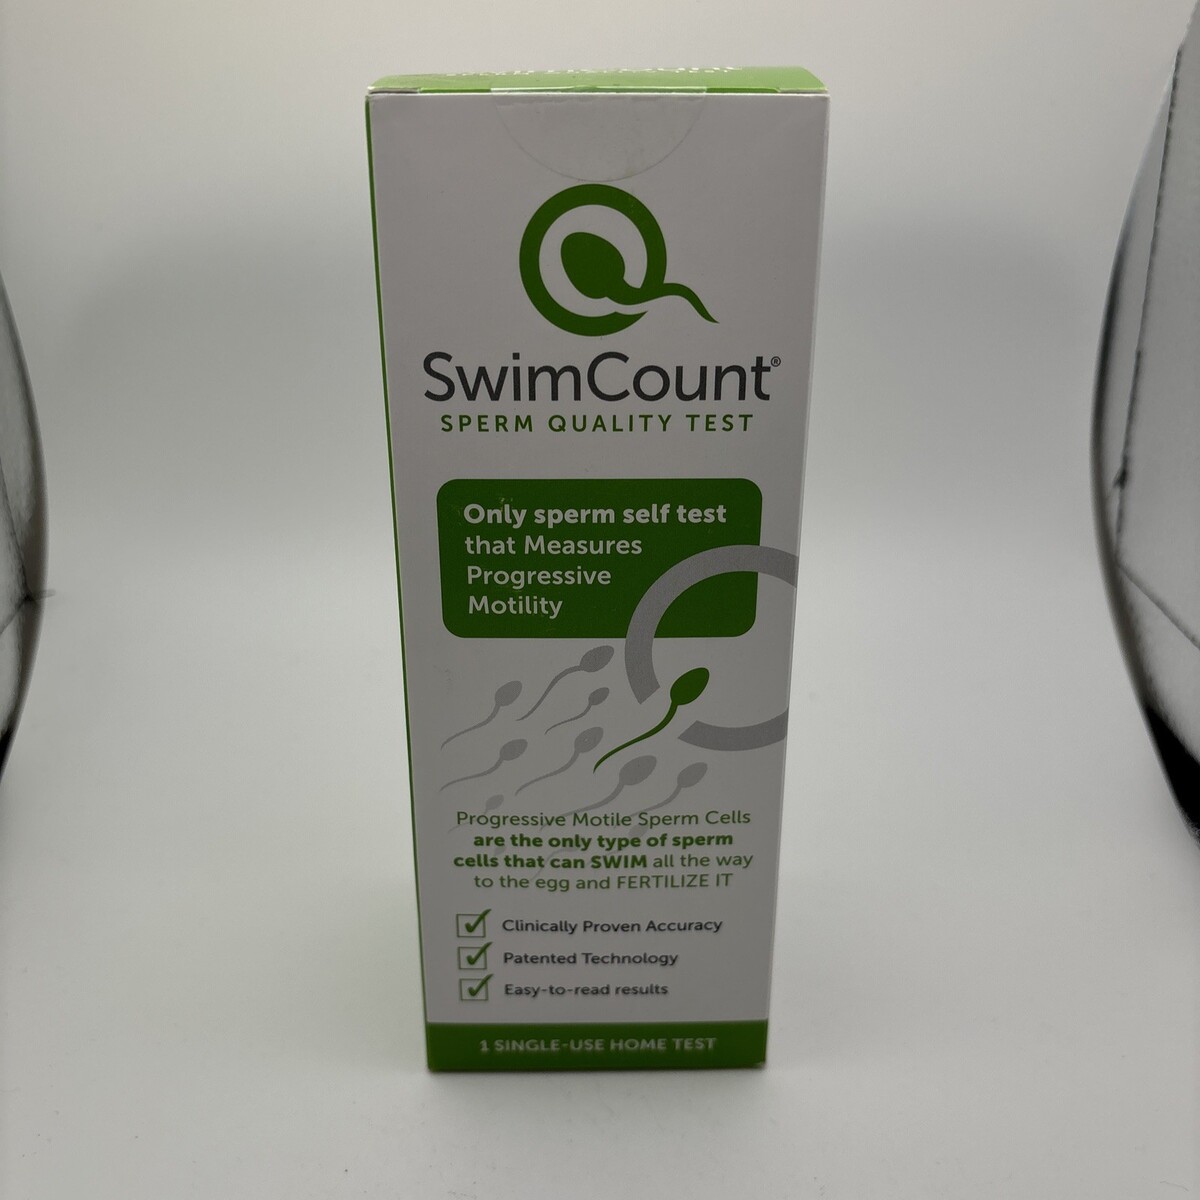 SwimCount®
SPERM QUALITY TEST
Only sperm self test
that Measures
Progressive
Motility
Progressive Motile Sperm Cells
are the only type of sperm
cells that can SWIM all the way
to the egg and FERTILIZE IT
Clinically Proven Accuracy
Patented Technology
Easy-to-read results
1 SINGLE-USE HOME TEST